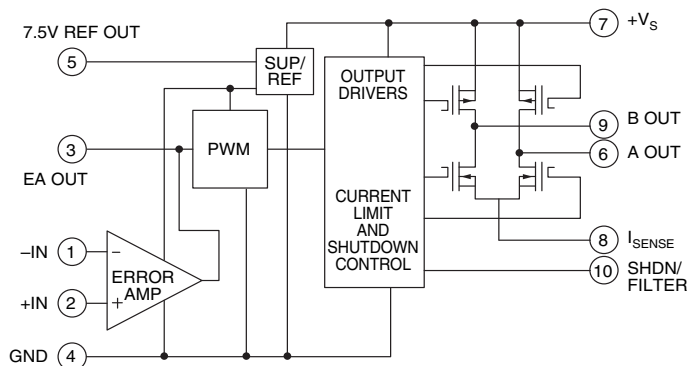 7.5V REF OUT
5
7
+VS
SUP/
REF
OUTPUT
DRIVERS
9
B OUT
3
PWM
6
A OUT
EA OUT
CURRENT
LIMIT
AND
SHUTDOWN
CONTROL
8
ISENSE
–IN
1
–
ERROR
AMP
10
SHDN/
FILTER
+IN
2
+
GND
4